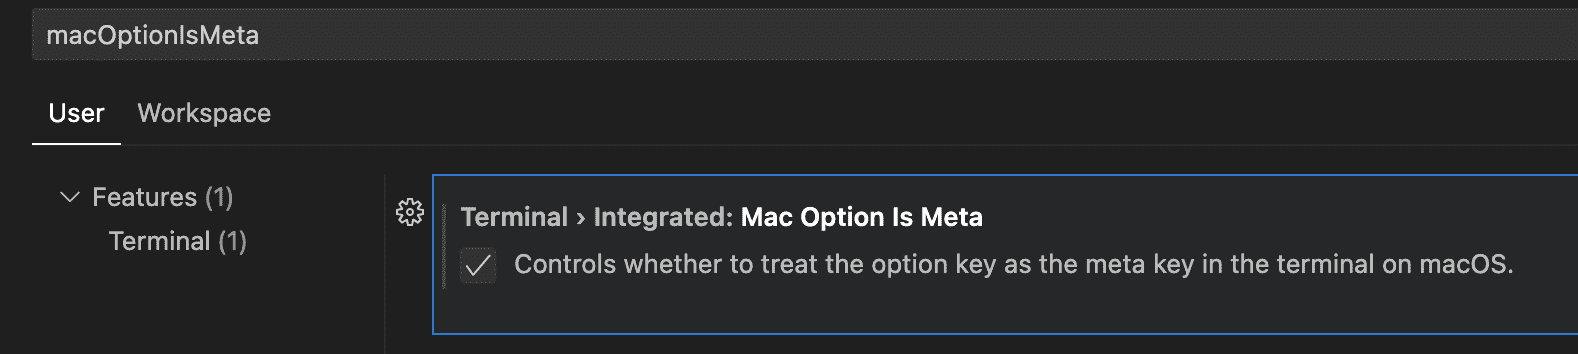 macOptionIsMeta
User Workspace
Features (1)
Terminal (1)
Terminal › Integrated: Mac Option Is Meta
Controls whether to treat the option key as the meta key in the terminal on macOS.